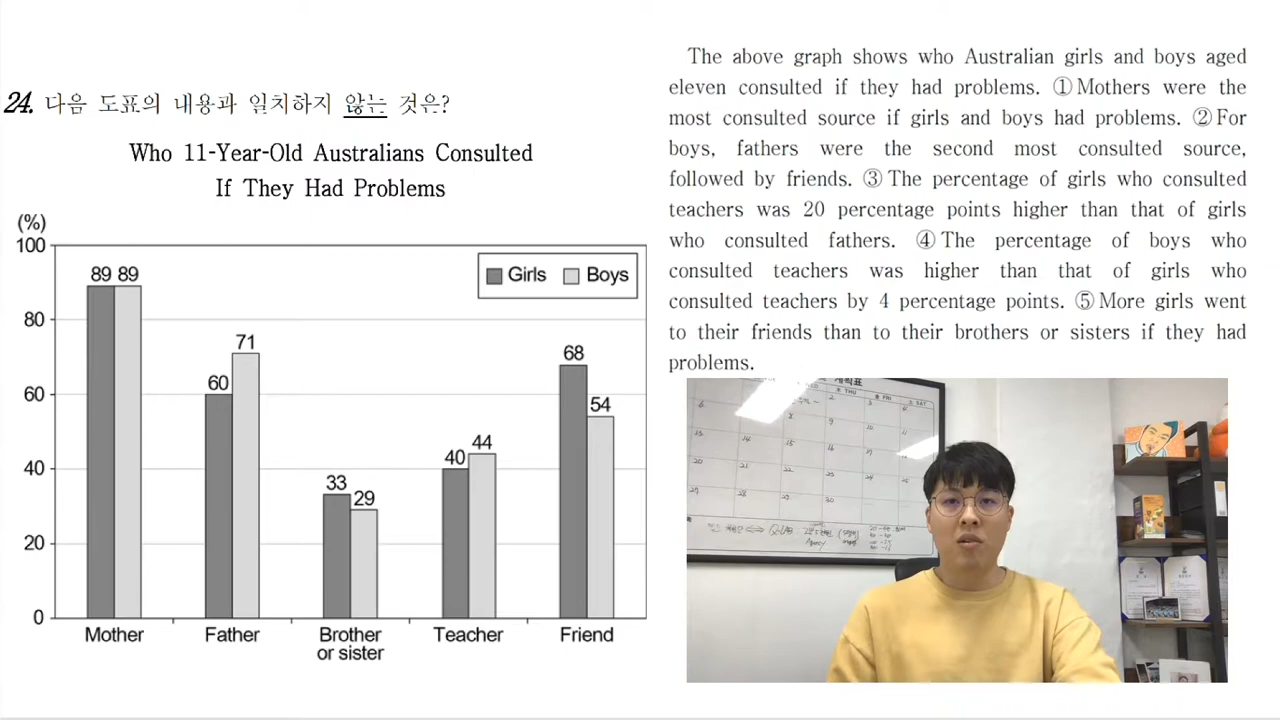 24. 다음 도표의 내용과 일치하지 않는 것은?
Who 11-Year-Old Australians Consulted
If They Had Problems
(%)
100
80
60
40
20
0
Girls
Boys
89 89
60
71
33
29
40
44
68
54
Mother
Father
Brother
or sister
Teacher
Friend
The above graph shows who Australian girls and boys aged
eleven consulted if they had problems. ① Mothers were the
most consulted source if girls and boys had problems. ② For
boys, fathers were the second most consulted source,
followed by friends. ③ The percentage of girls who consulted
teachers was 20 percentage points higher than that of girls
who consulted fathers. ④ The percentage of boys who
consulted teachers was higher than that of girls who
consulted teachers by 4 percentage points. ⑤ More girls went
to their friends than to their brothers or sisters if they had
problems.
계획표
THU
FRI
SAT